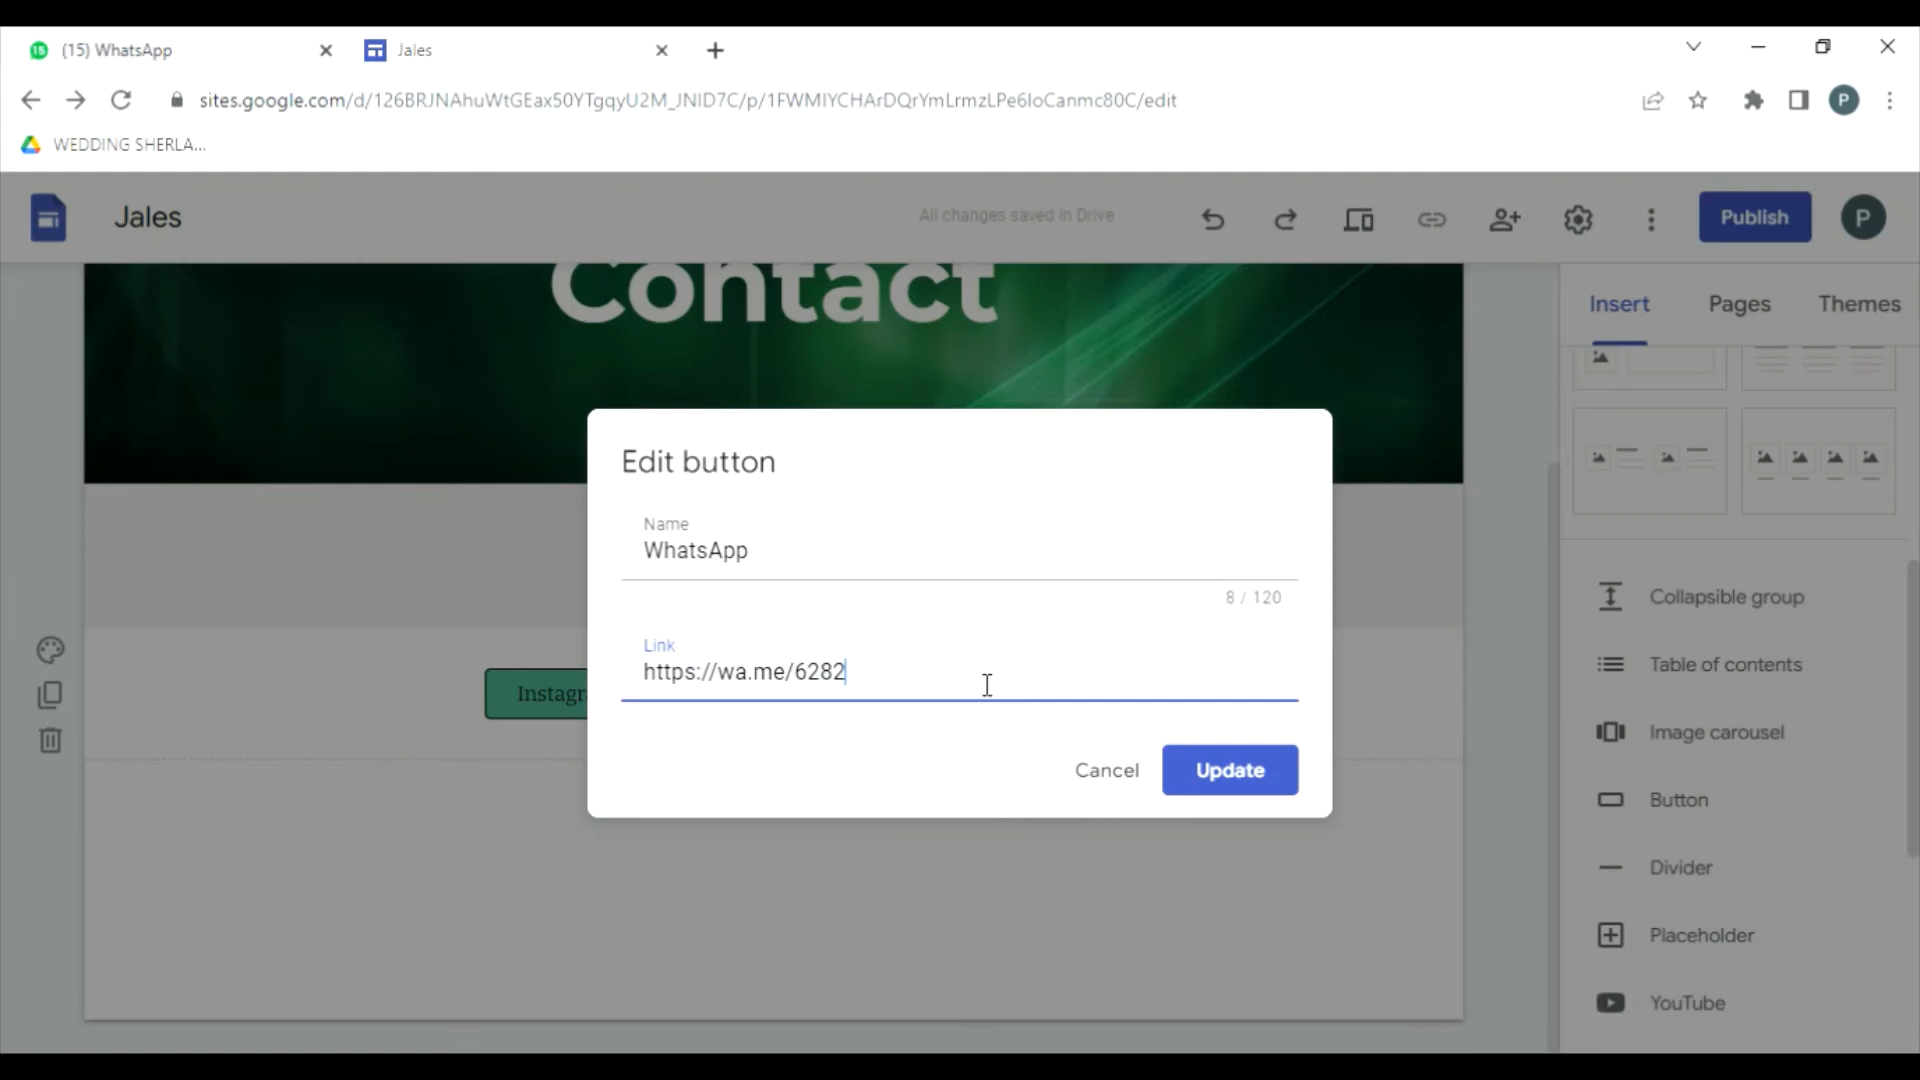 15 (15) WhatsApp
Jales
sites.google.com/d/126BRJNAhuWtGEax50YTgqyU2M_JNID7C/p/1FWMIYCHArDQrYmLrmzLPe6loCanmc80C/edit
P
WEDDING SHERLA...
Jales
All changes saved in Drive
Publish
P
Contact
Insert
Pages
Themes
Edit button
Name
WhatsApp
8 / 120
Link
https://wa.me/6282
Instagr
Cancel
Update
Collapsible group
Table of contents
Image carousel
Button
Divider
Placeholder
YouTube